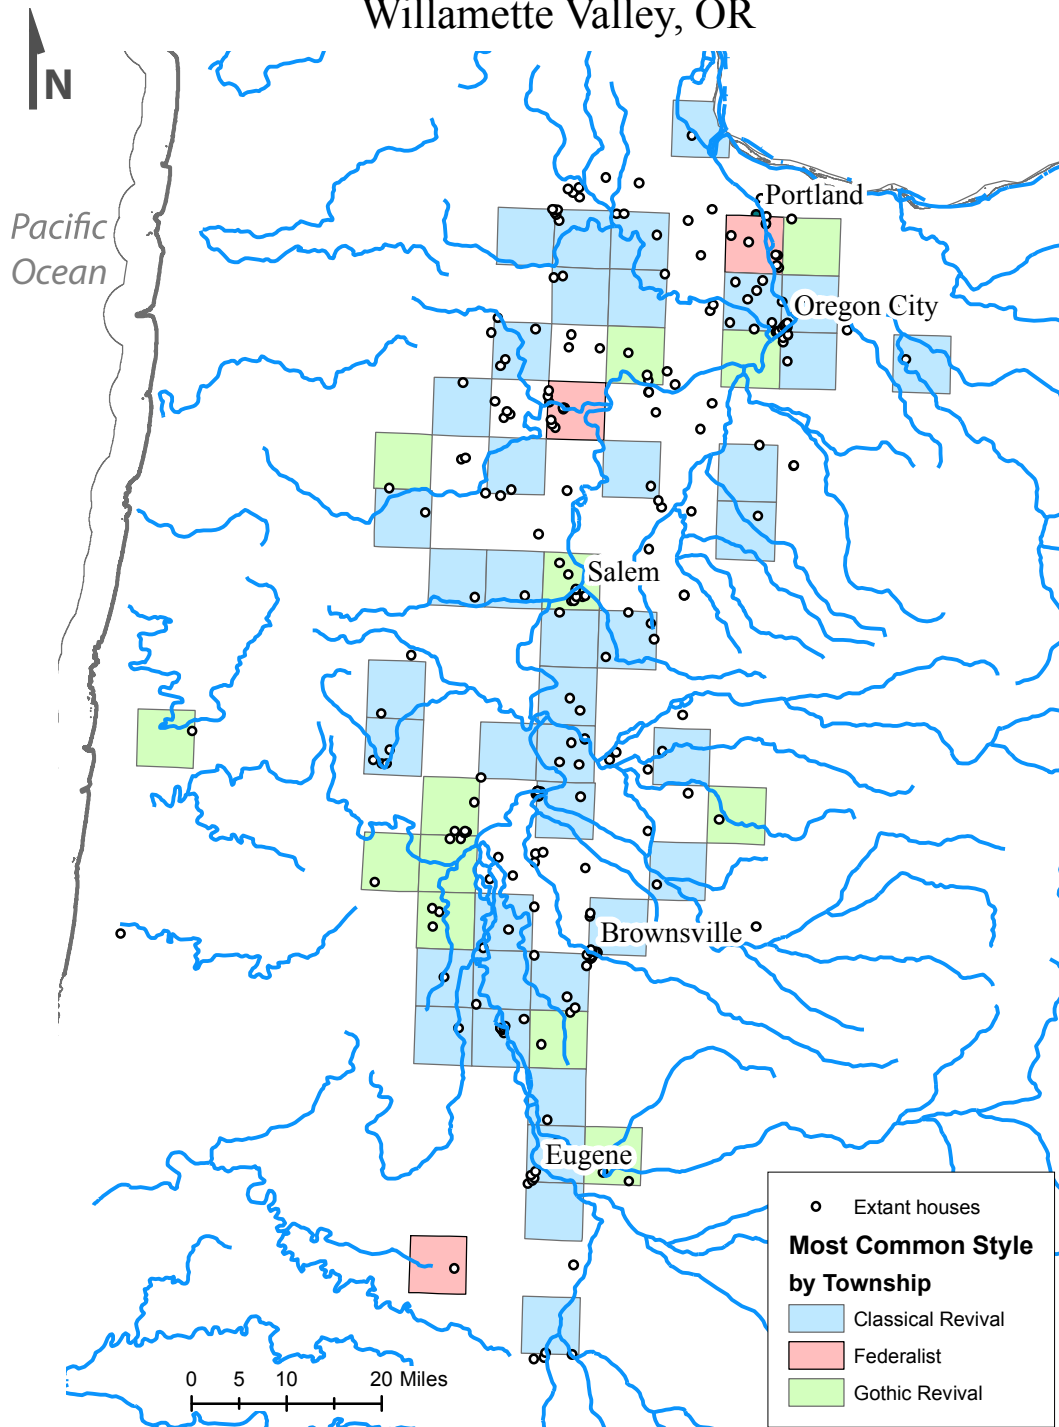 Willamette Valley, OR
N
Pacific
Ocean
Portland
Oregon City
Salem
Brownsville
Eugene
Extant houses
Most Common Style
by Township
Classical Revival
Federalist
Gothic Revival
0 5 10 20 Miles